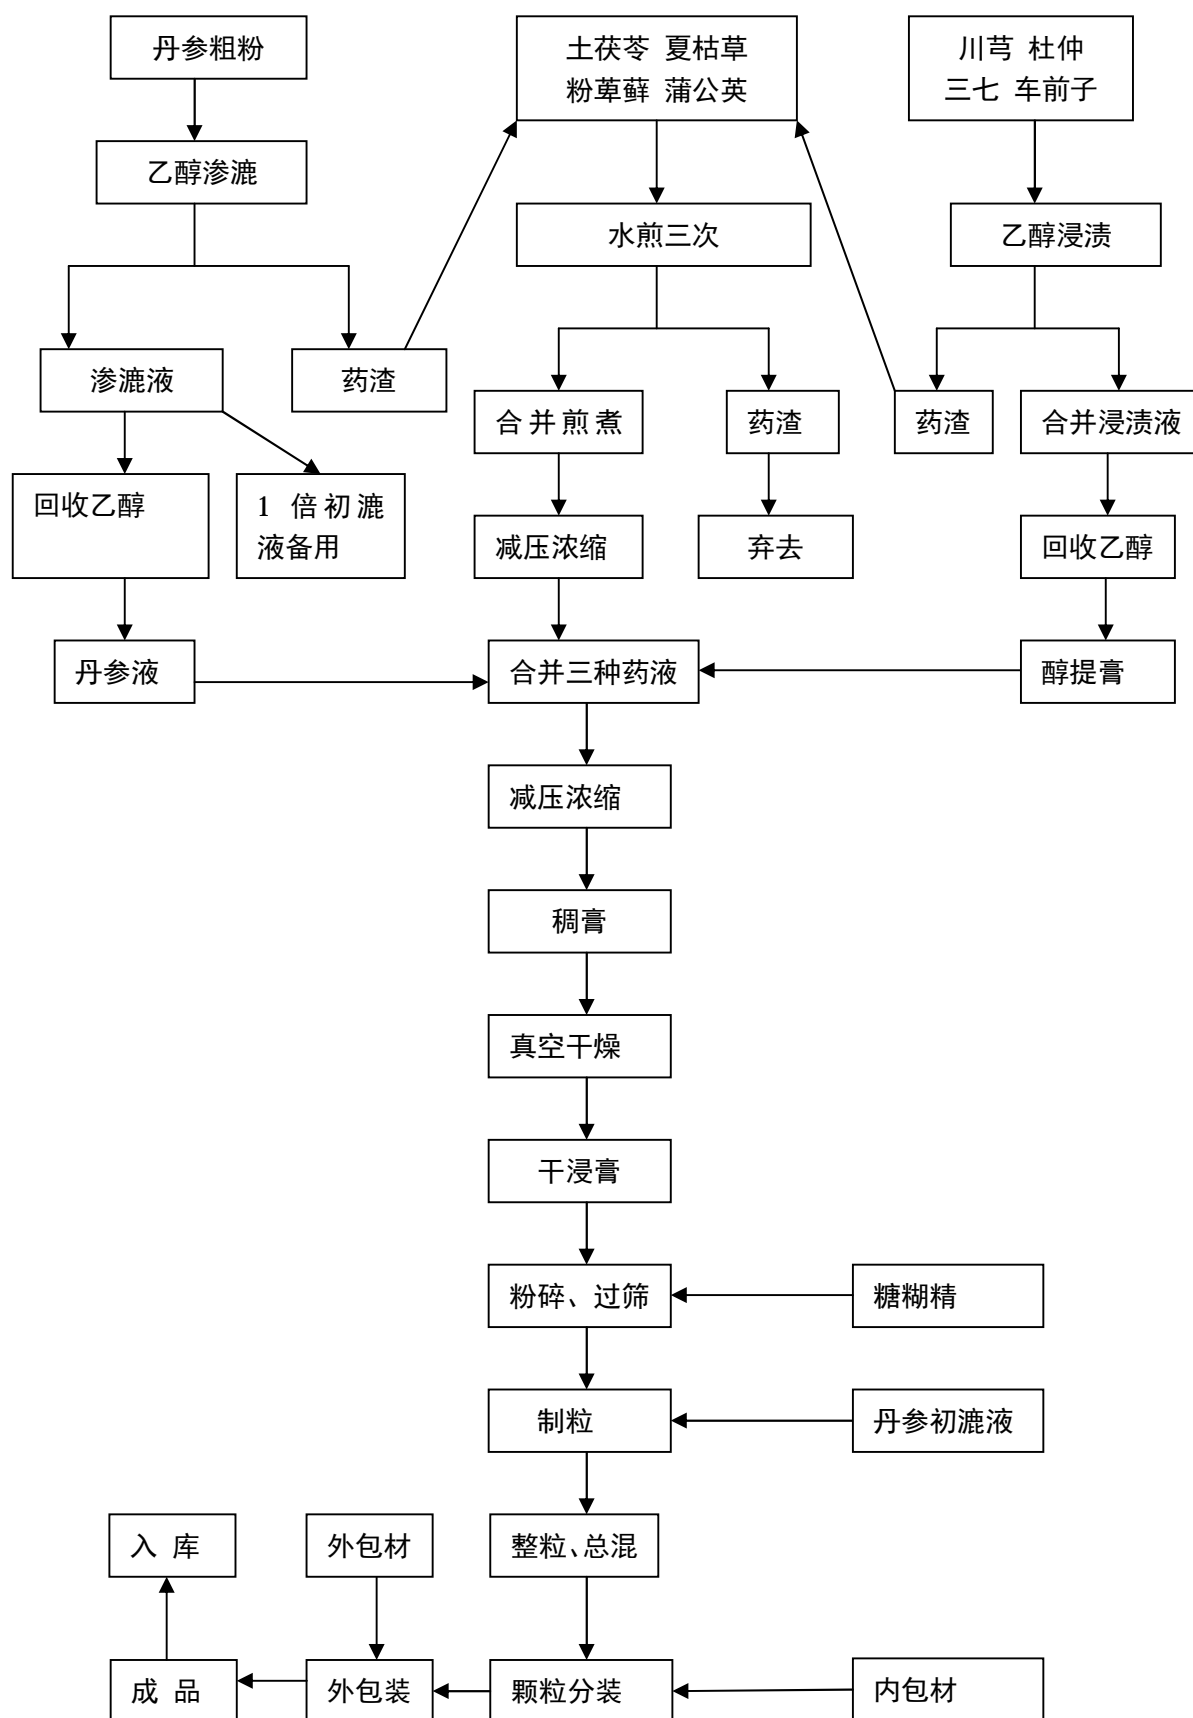 丹参粗粉
土茯苓 夏枯草
粉萆薢 蒲公英
川芎 杜仲
三七 车前子
乙醇渗漉
水煎三次
乙醇浸渍
渗漉液
药渣
合并煎煮
药渣
药渣
合并浸渍液
回收乙醇
1 倍初漉
液备用
减压浓缩
弃去
回收乙醇
丹参液
合并三种药液
醇提膏
减压浓缩
稠膏
真空干燥
干浸膏
粉碎、过筛
糖糊精
制粒
丹参初漉液
入 库
外包材
整粒、总混
成 品
外包装
颗粒分装
内包材